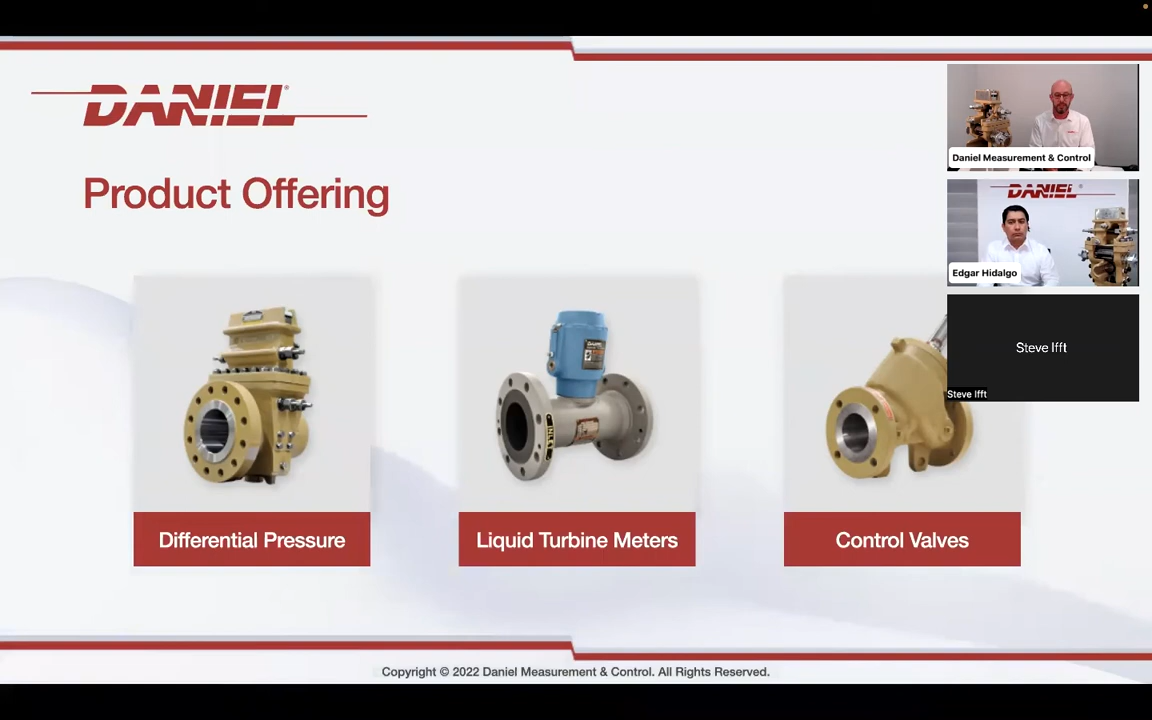 DANIEL®
Product Offering
Daniel Measurement & Control
DANIEL®
Edgar Hidalgo
Steve Ifft
Steve Ifft
INLET
Differential Pressure
Liquid Turbine Meters
Control Valves
Copyright © 2022 Daniel Measurement & Control. All Rights Reserved.